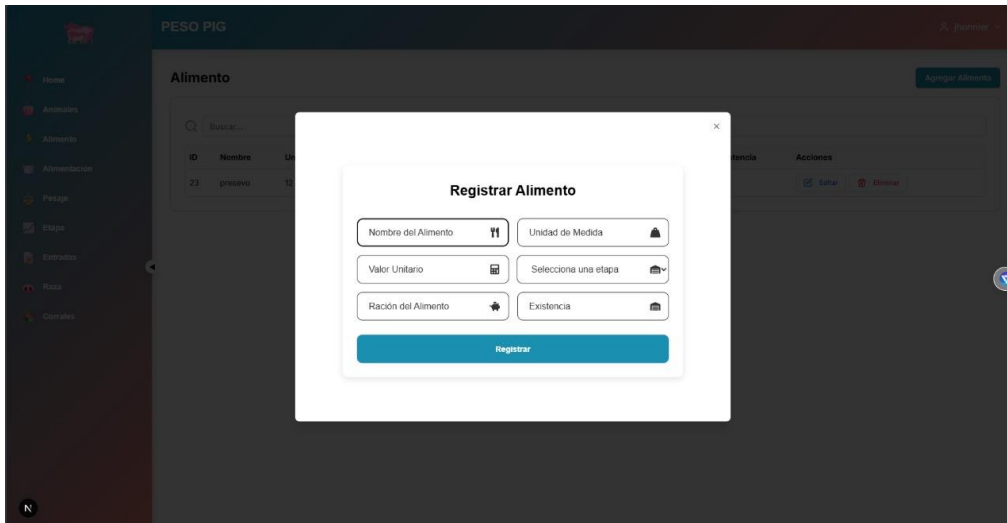 PESO PIG
Jhonnier
Home
Animales
Alimento
Alimentación
Pesaje
Etapa
Entradas
Raza
Corrales
Alimento
Agregar Alimento
Buscar...
ID Nombre Acciones
23 Editar Eliminar
Registrar Alimento
Nombre del Alimento Unidad de Medida
Valor Unitario Selecciona una etapa
Ración del Alimento Existencia
Registrar
N